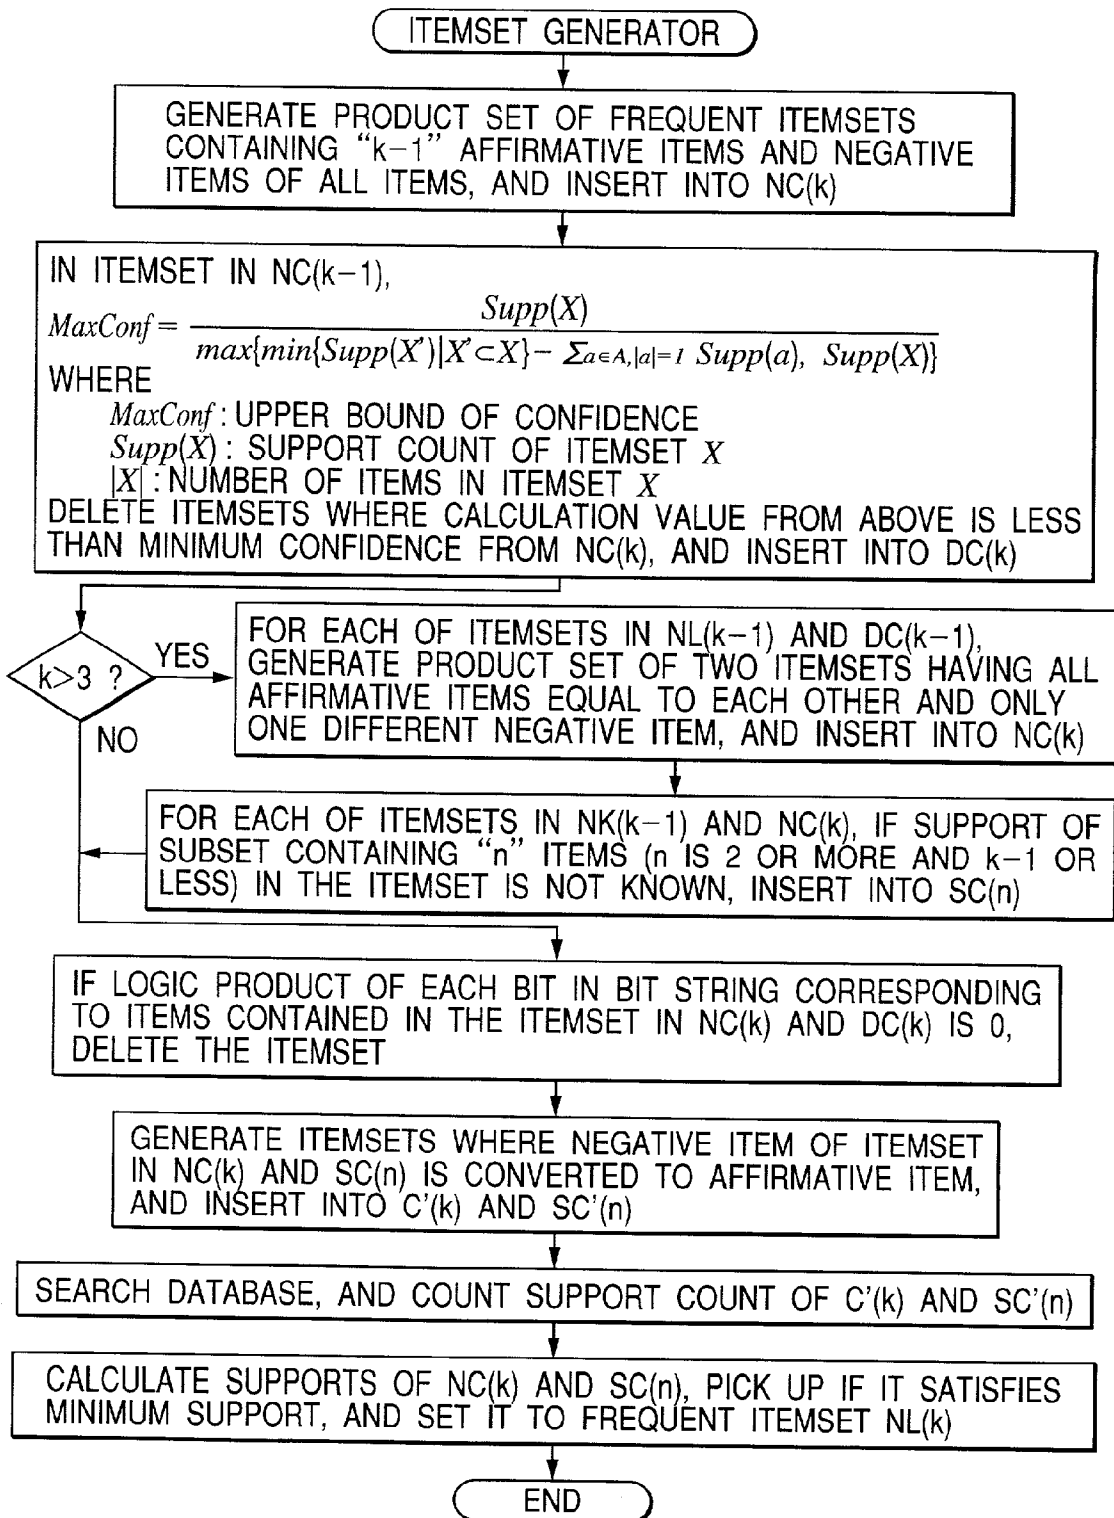 ITEMSET GENERATOR
GENERATE PRODUCT SET OF FREQUENT ITEMSETS
CONTAINING “k−1” AFFIRMATIVE ITEMS AND NEGATIVE
ITEMS OF ALL ITEMS, AND INSERT INTO NC(k)
IN ITEMSET IN NC(k−1),
MaxConf = Supp(X) / max{min{Supp(X')|X'⊂X}− Σa∈A,|a|=1 Supp(a), Supp(X)}
WHERE
MaxConf : UPPER BOUND OF CONFIDENCE
Supp(X) : SUPPORT COUNT OF ITEMSET X
|X| : NUMBER OF ITEMS IN ITEMSET X
DELETE ITEMSETS WHERE CALCULATION VALUE FROM ABOVE IS LESS
THAN MINIMUM CONFIDENCE FROM NC(k), AND INSERT INTO DC(k)
k>3 ?
YES
NO
FOR EACH OF ITEMSETS IN NL(k−1) AND DC(k−1),
GENERATE PRODUCT SET OF TWO ITEMSETS HAVING ALL
AFFIRMATIVE ITEMS EQUAL TO EACH OTHER AND ONLY
ONE DIFFERENT NEGATIVE ITEM, AND INSERT INTO NC(k)
FOR EACH OF ITEMSETS IN NK(k−1) AND NC(k), IF SUPPORT OF
SUBSET CONTAINING “n” ITEMS (n IS 2 OR MORE AND k−1 OR
LESS) IN THE ITEMSET IS NOT KNOWN, INSERT INTO SC(n)
IF LOGIC PRODUCT OF EACH BIT IN BIT STRING CORRESPONDING
TO ITEMS CONTAINED IN THE ITEMSET IN NC(k) AND DC(k) IS 0,
DELETE THE ITEMSET
GENERATE ITEMSETS WHERE NEGATIVE ITEM OF ITEMSET
IN NC(k) AND SC(n) IS CONVERTED TO AFFIRMATIVE ITEM,
AND INSERT INTO C'(k) AND SC'(n)
SEARCH DATABASE, AND COUNT SUPPORT COUNT OF C'(k) AND SC'(n)
CALCULATE SUPPORTS OF NC(k) AND SC(n), PICK UP IF IT SATISFIES
MINIMUM SUPPORT, AND SET IT TO FREQUENT ITEMSET NL(k)
END